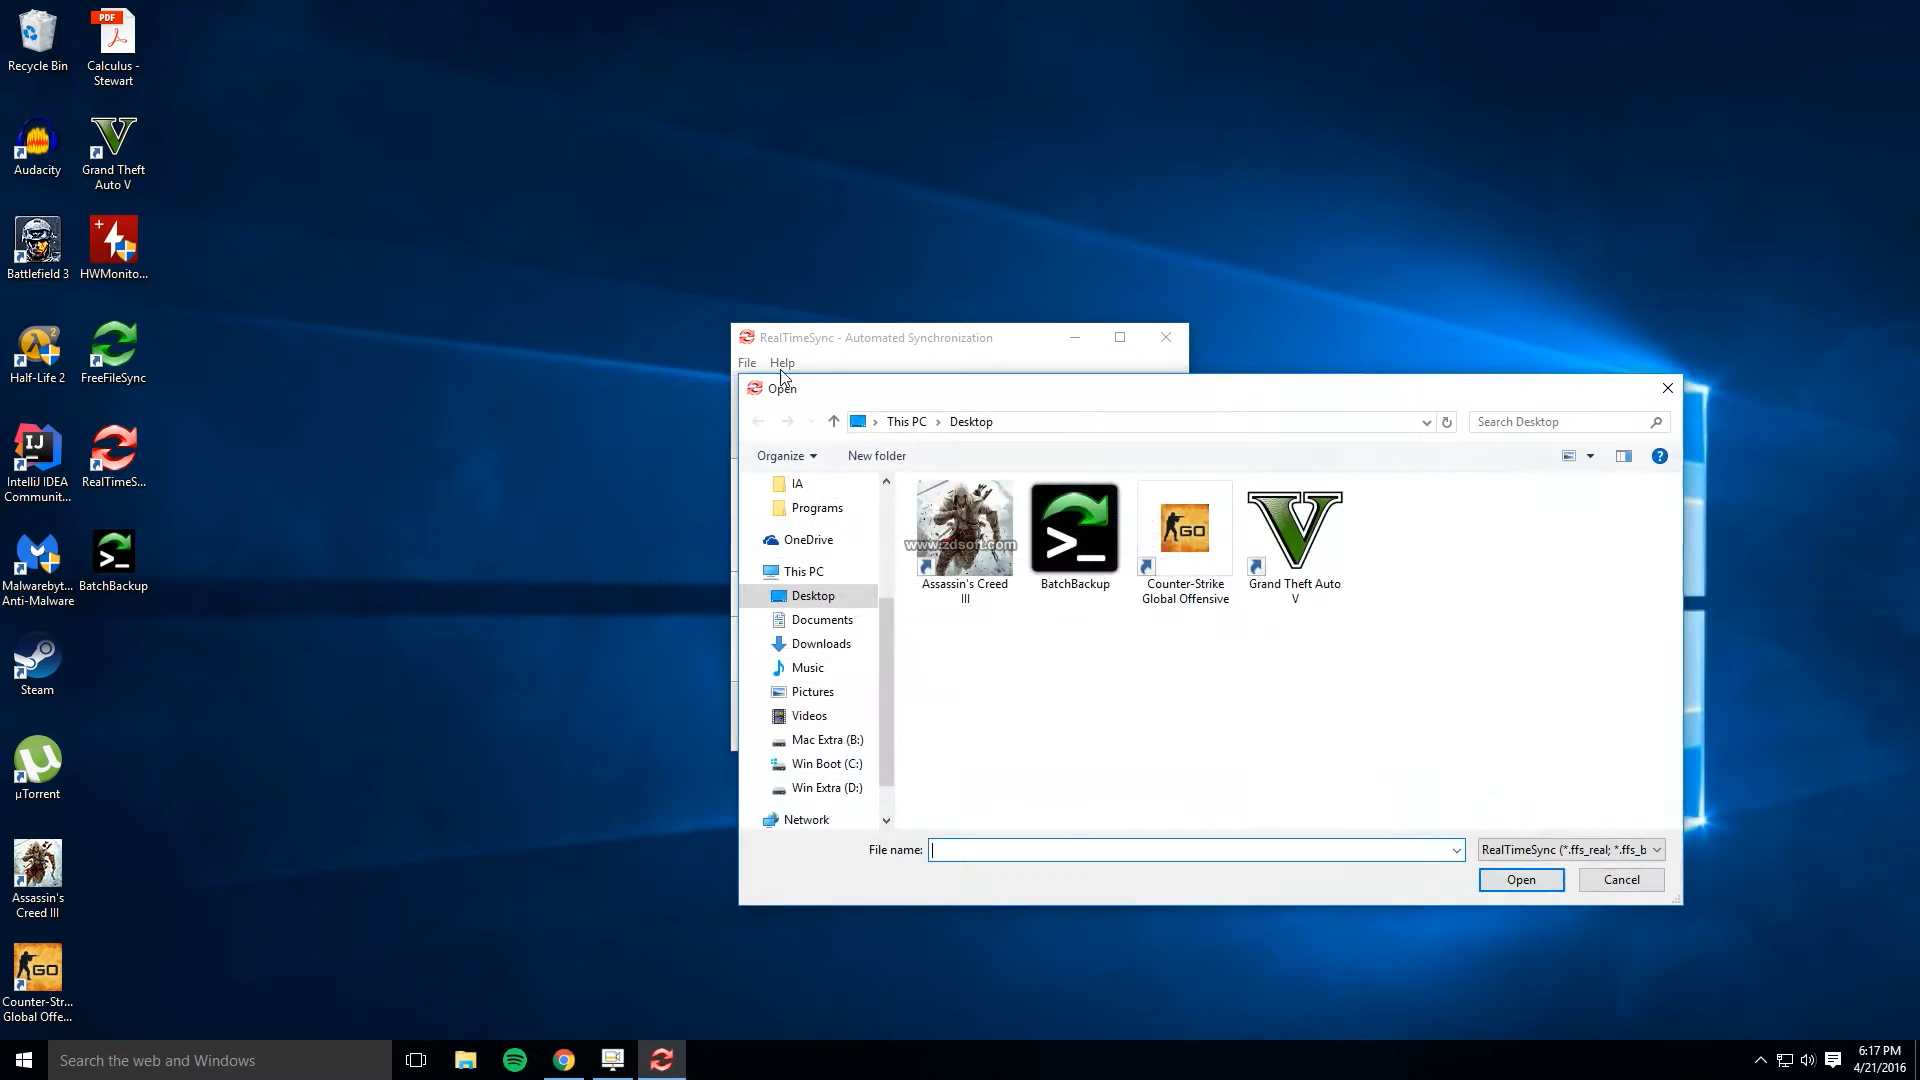 Recycle Bin
PDF
Calculus -
Stewart
Audacity
Grand Theft
Auto V
Battlefield 3
HWMonito...
2
Half-Life 2
FreeFileSync
IJ
IntelliJ IDEA
Communit...
RealTimeS...
Malwarebyt...
Anti-Malware
>_
BatchBackup
Steam
µ
µTorrent
Assassin's
Creed III
GO
Counter-Str...
Global Offe...
RealTimeSync - Automated Synchronization
File Help
Open
This PC > Desktop
Search Desktop
Organize New folder
IA
Programs
OneDrive
This PC
Desktop
Documents
Downloads
Music
Pictures
Videos
Mac Extra (B:)
Win Boot (C:)
Win Extra (D:)
Network
www.zdsoft.com
Assassin's Creed
III
>_
BatchBackup
GO
Counter-Strike
Global Offensive
V
Grand Theft Auto
V
File name:
RealTimeSync (*.ffs_real; *.ffs_b
Open Cancel
Search the web and Windows
6:17 PM
4/21/2016